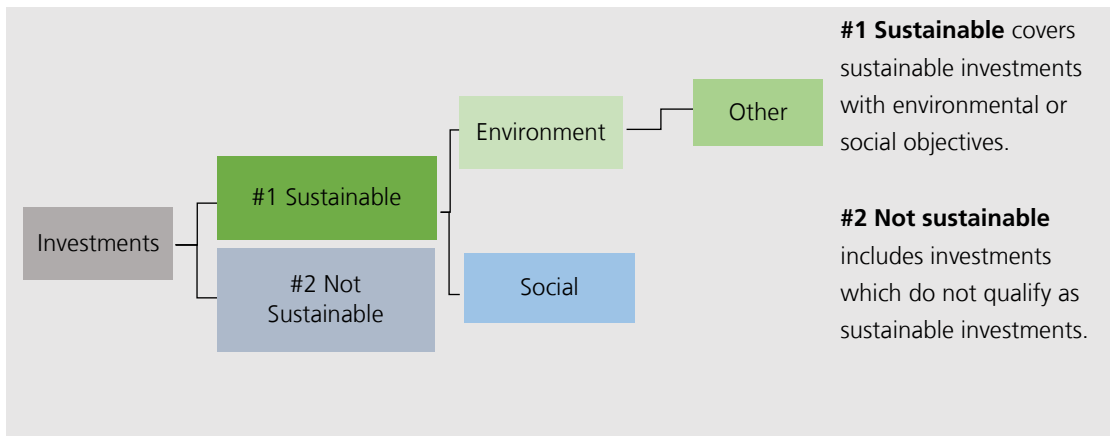 Investments
#1 Sustainable
#2 Not
Sustainable
Environment
Social
Other
#1 Sustainable covers
sustainable investments
with environmental or
social objectives.
#2 Not sustainable
includes investments
which do not qualify as
sustainable investments.